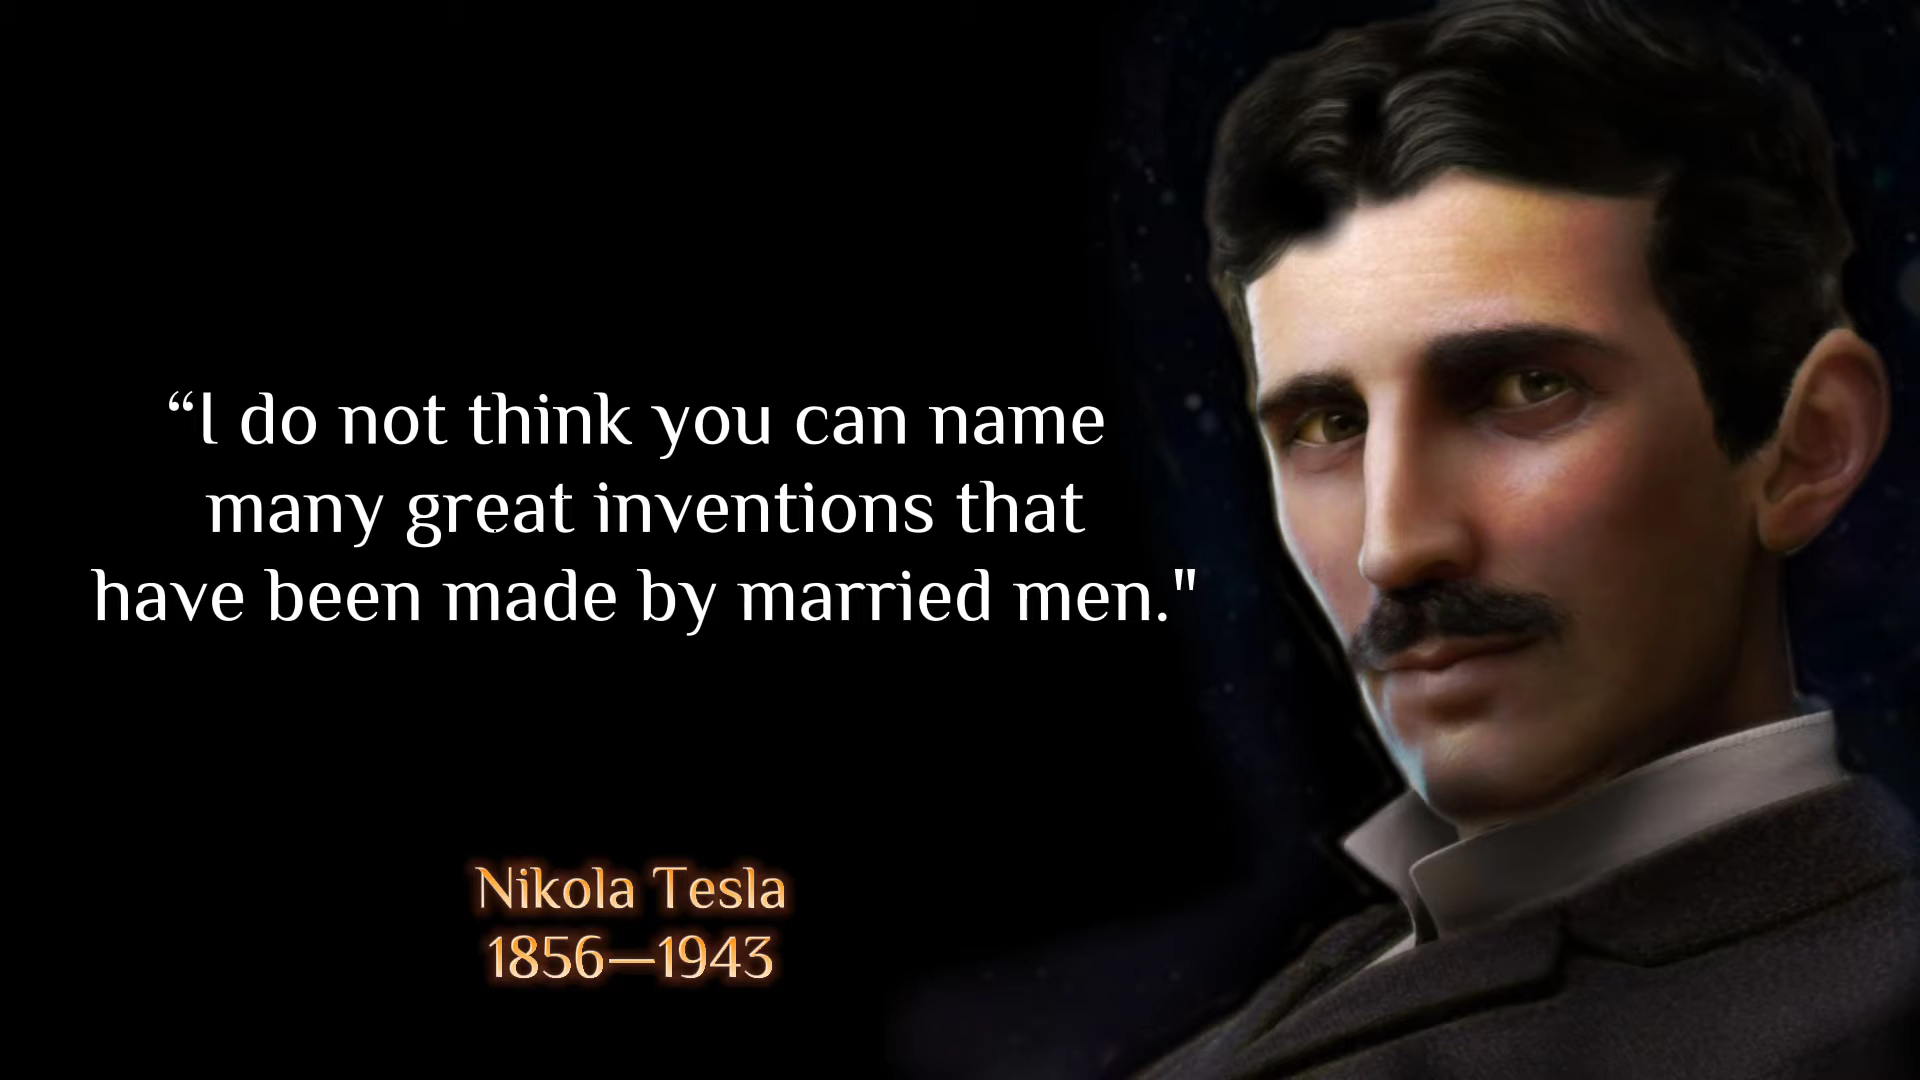 “I do not think you can name
many great inventions that
have been made by married men."
Nikola Tesla
1856—1943